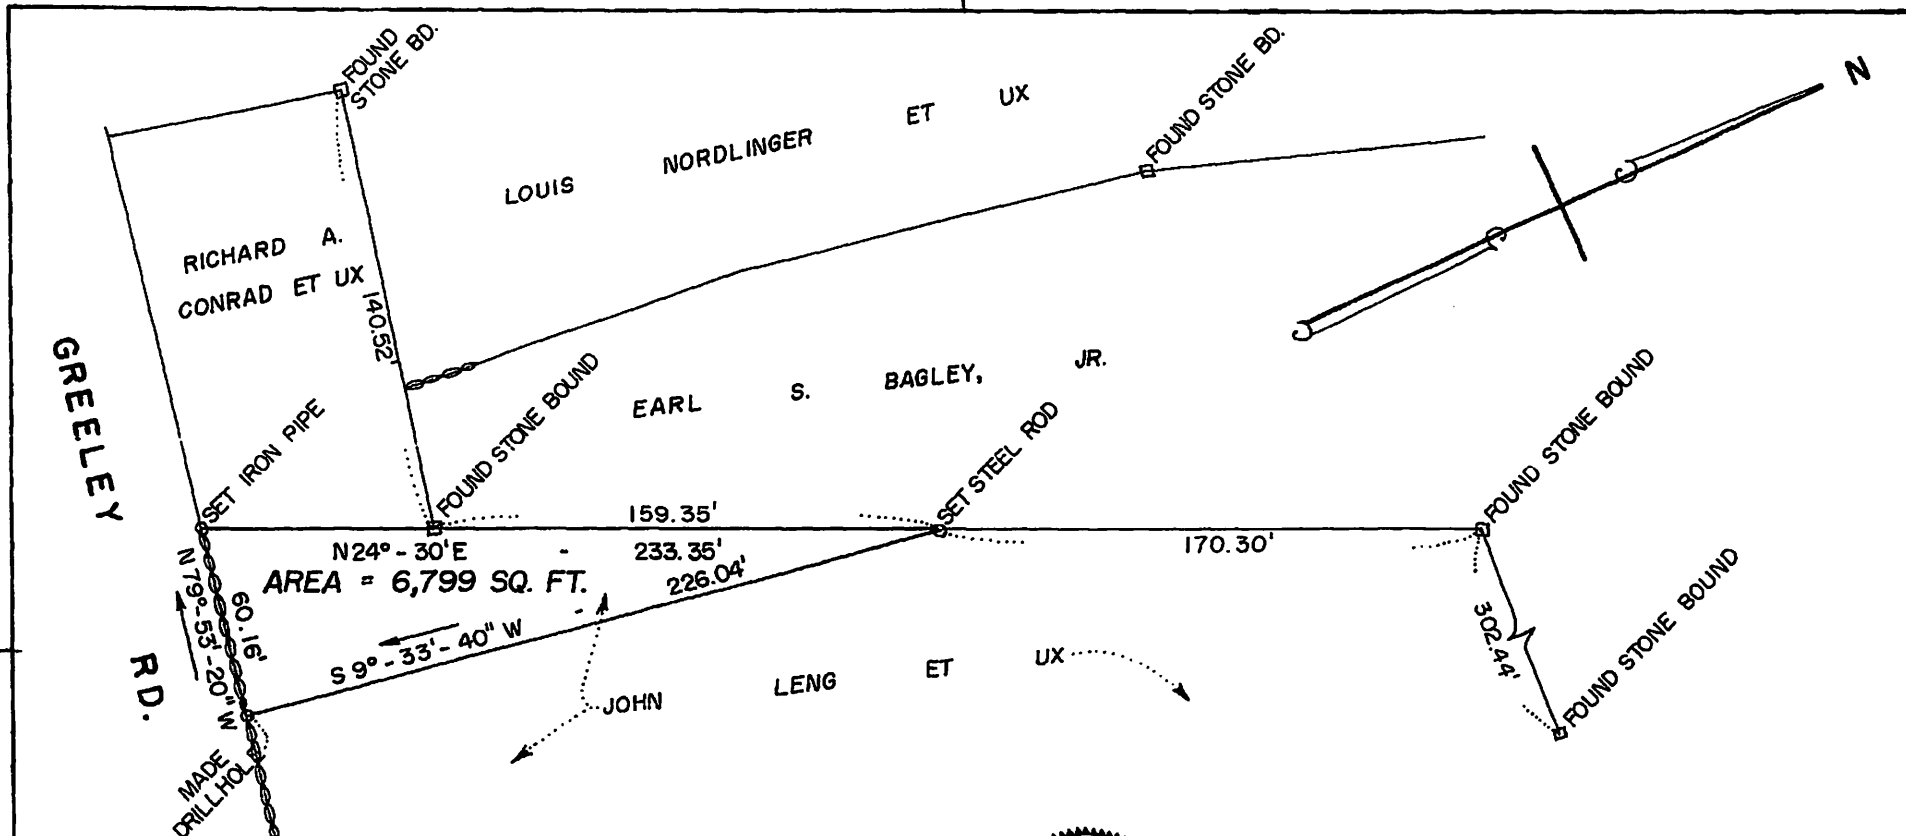 FOUND
STONE BD.
FOUND STONE BD.
N
LOUIS NORDLINGER ET UX
RICHARD A.
CONRAD ET UX
140.52'
GREELEY RD.
EARL S. BAGLEY, JR.
SET IRON PIPE
FOUND STONE BOUND
SET STEEL ROD
FOUND STONE BOUND
159.35'
N 24° - 30' E - 233.35'
170.30'
AREA = 6,799 SQ. FT.
226.04'
S 9° - 33' - 40" W -
60.16'
N 79° - 53' - 20" W
302.44'
FOUND STONE BOUND
JOHN LENG ET UX
MADE
DRILLHOLE